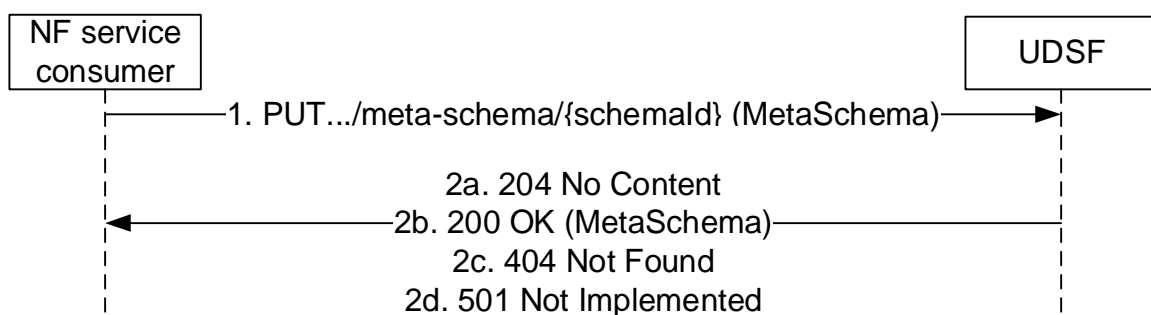 NF service
consumer
UDSF
1. PUT.../meta-schema/{schemaId} (MetaSchema)
2a. 204 No Content
2b. 200 OK (MetaSchema)
2c. 404 Not Found
2d. 501 Not Implemented